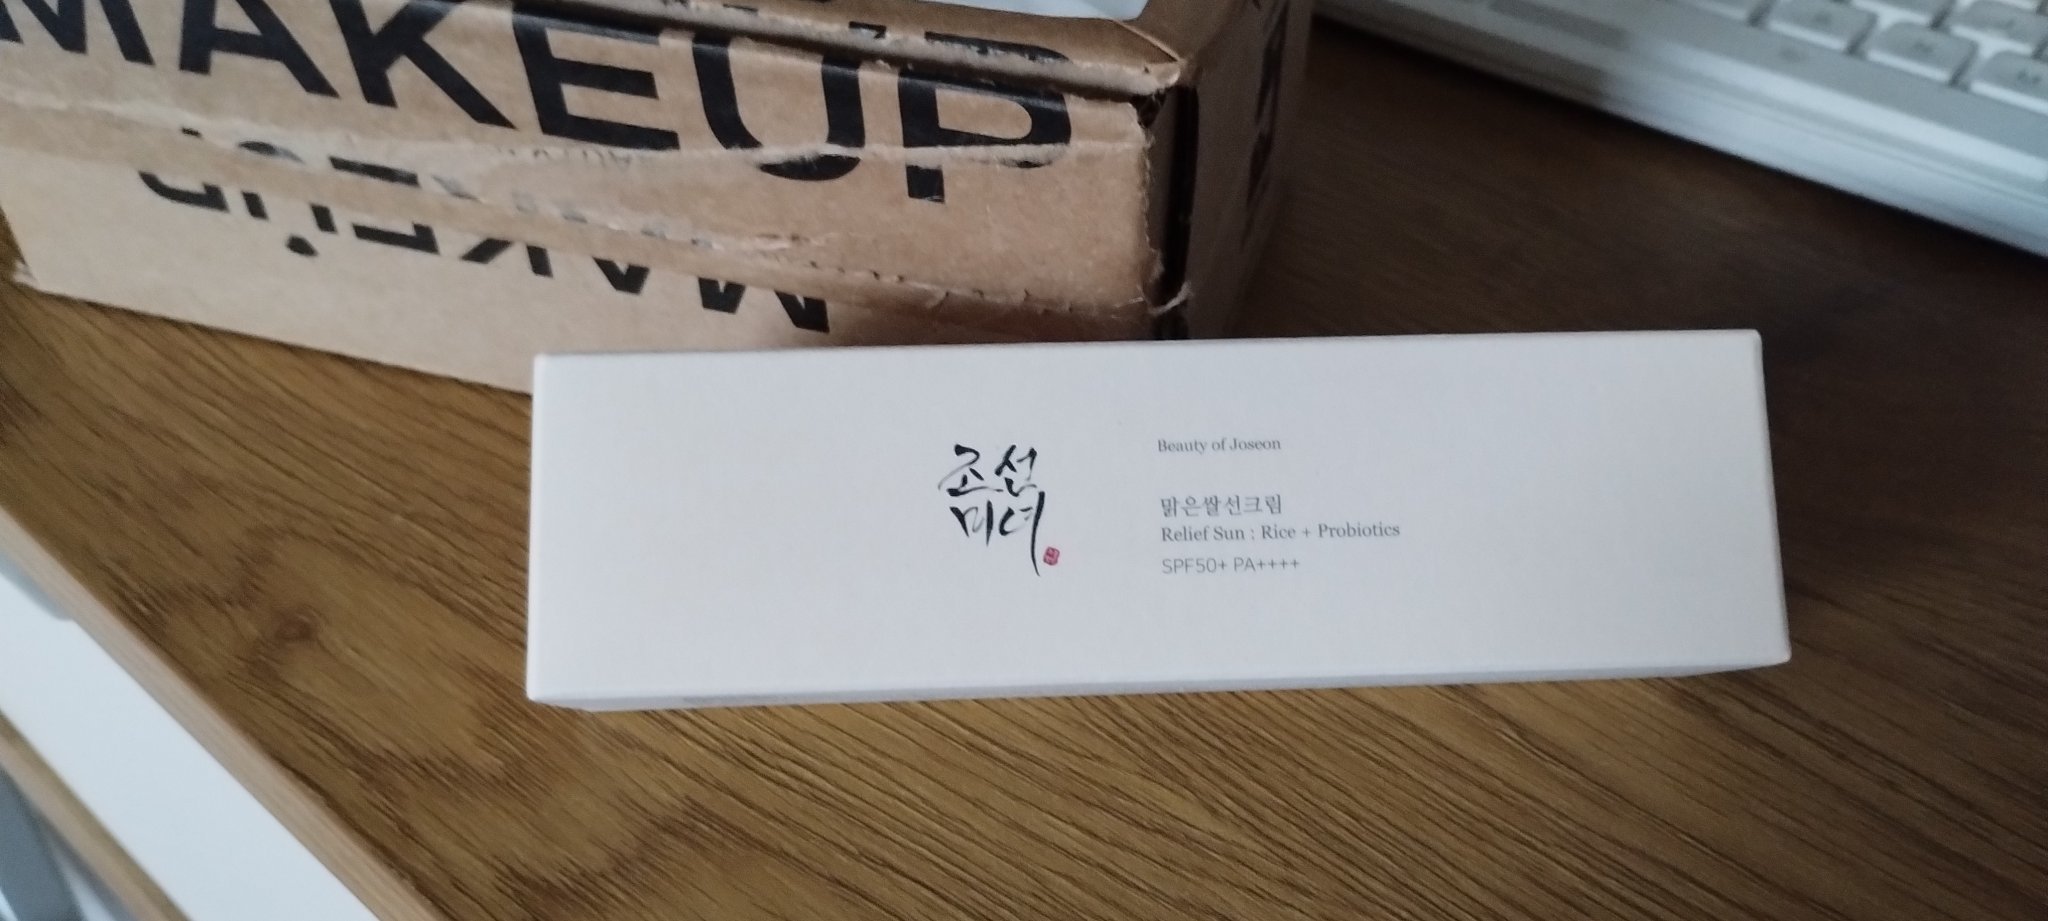 MAKEUP
MAKEUP
조선
미녀
Beauty of Joseon
맑은쌀선크림
Relief Sun : Rice + Probiotics
SPF50+ PA++++